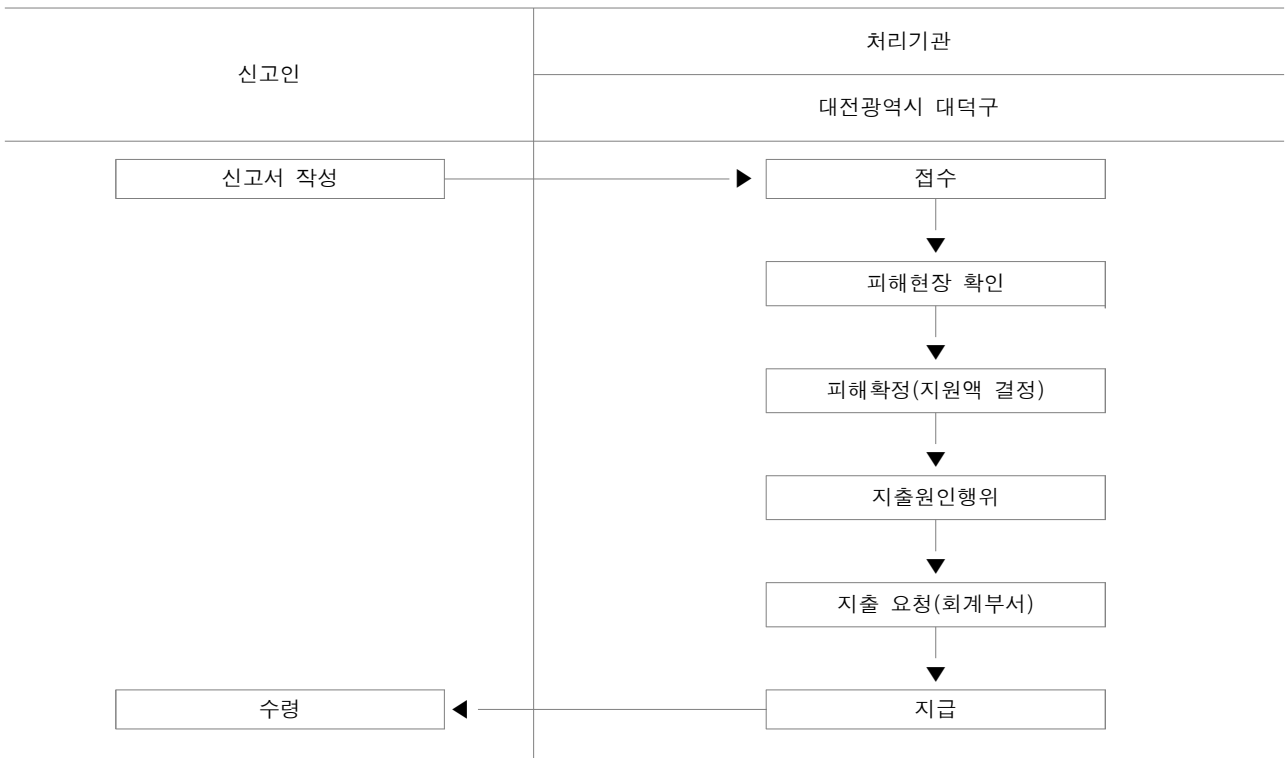 신고인
처리기관
대전광역시 대덕구
신고서 작성
접수
피해현장 확인
피해확정(지원액 결정)
지출원인행위
지출 요청(회계부서)
수령
지급